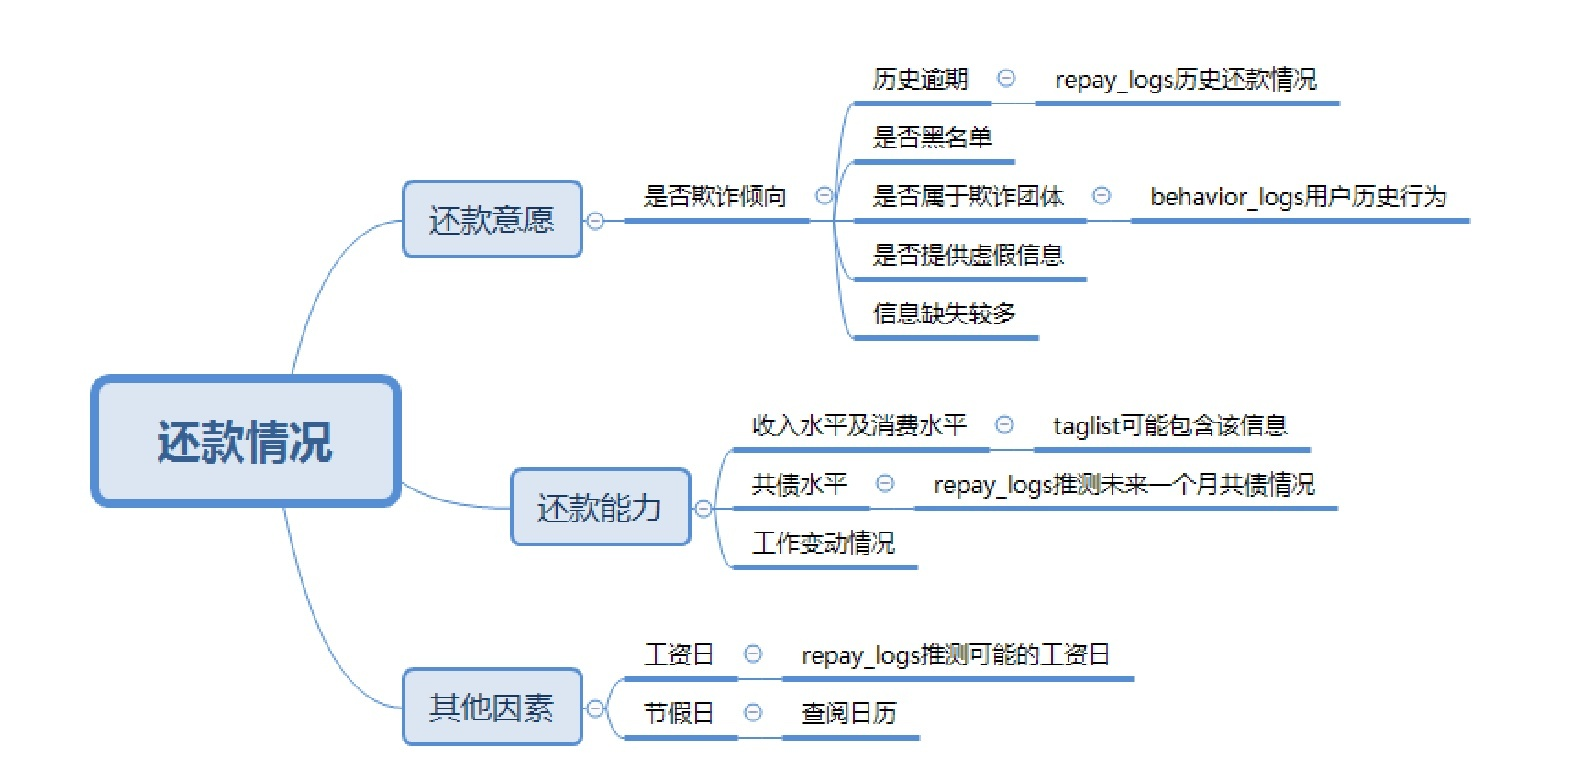 还款情况
还款意愿
是否欺诈倾向
历史逾期
repay_logs历史还款情况
是否黑名单
是否属于欺诈团体
behavior_logs用户历史行为
是否提供虚假信息
信息缺失较多
还款能力
收入水平及消费水平
taglist可能包含该信息
共债水平
repay_logs推测未来一个月共债情况
工作变动情况
其他因素
工资日
repay_logs推测可能的工资日
节假日
查阅日历